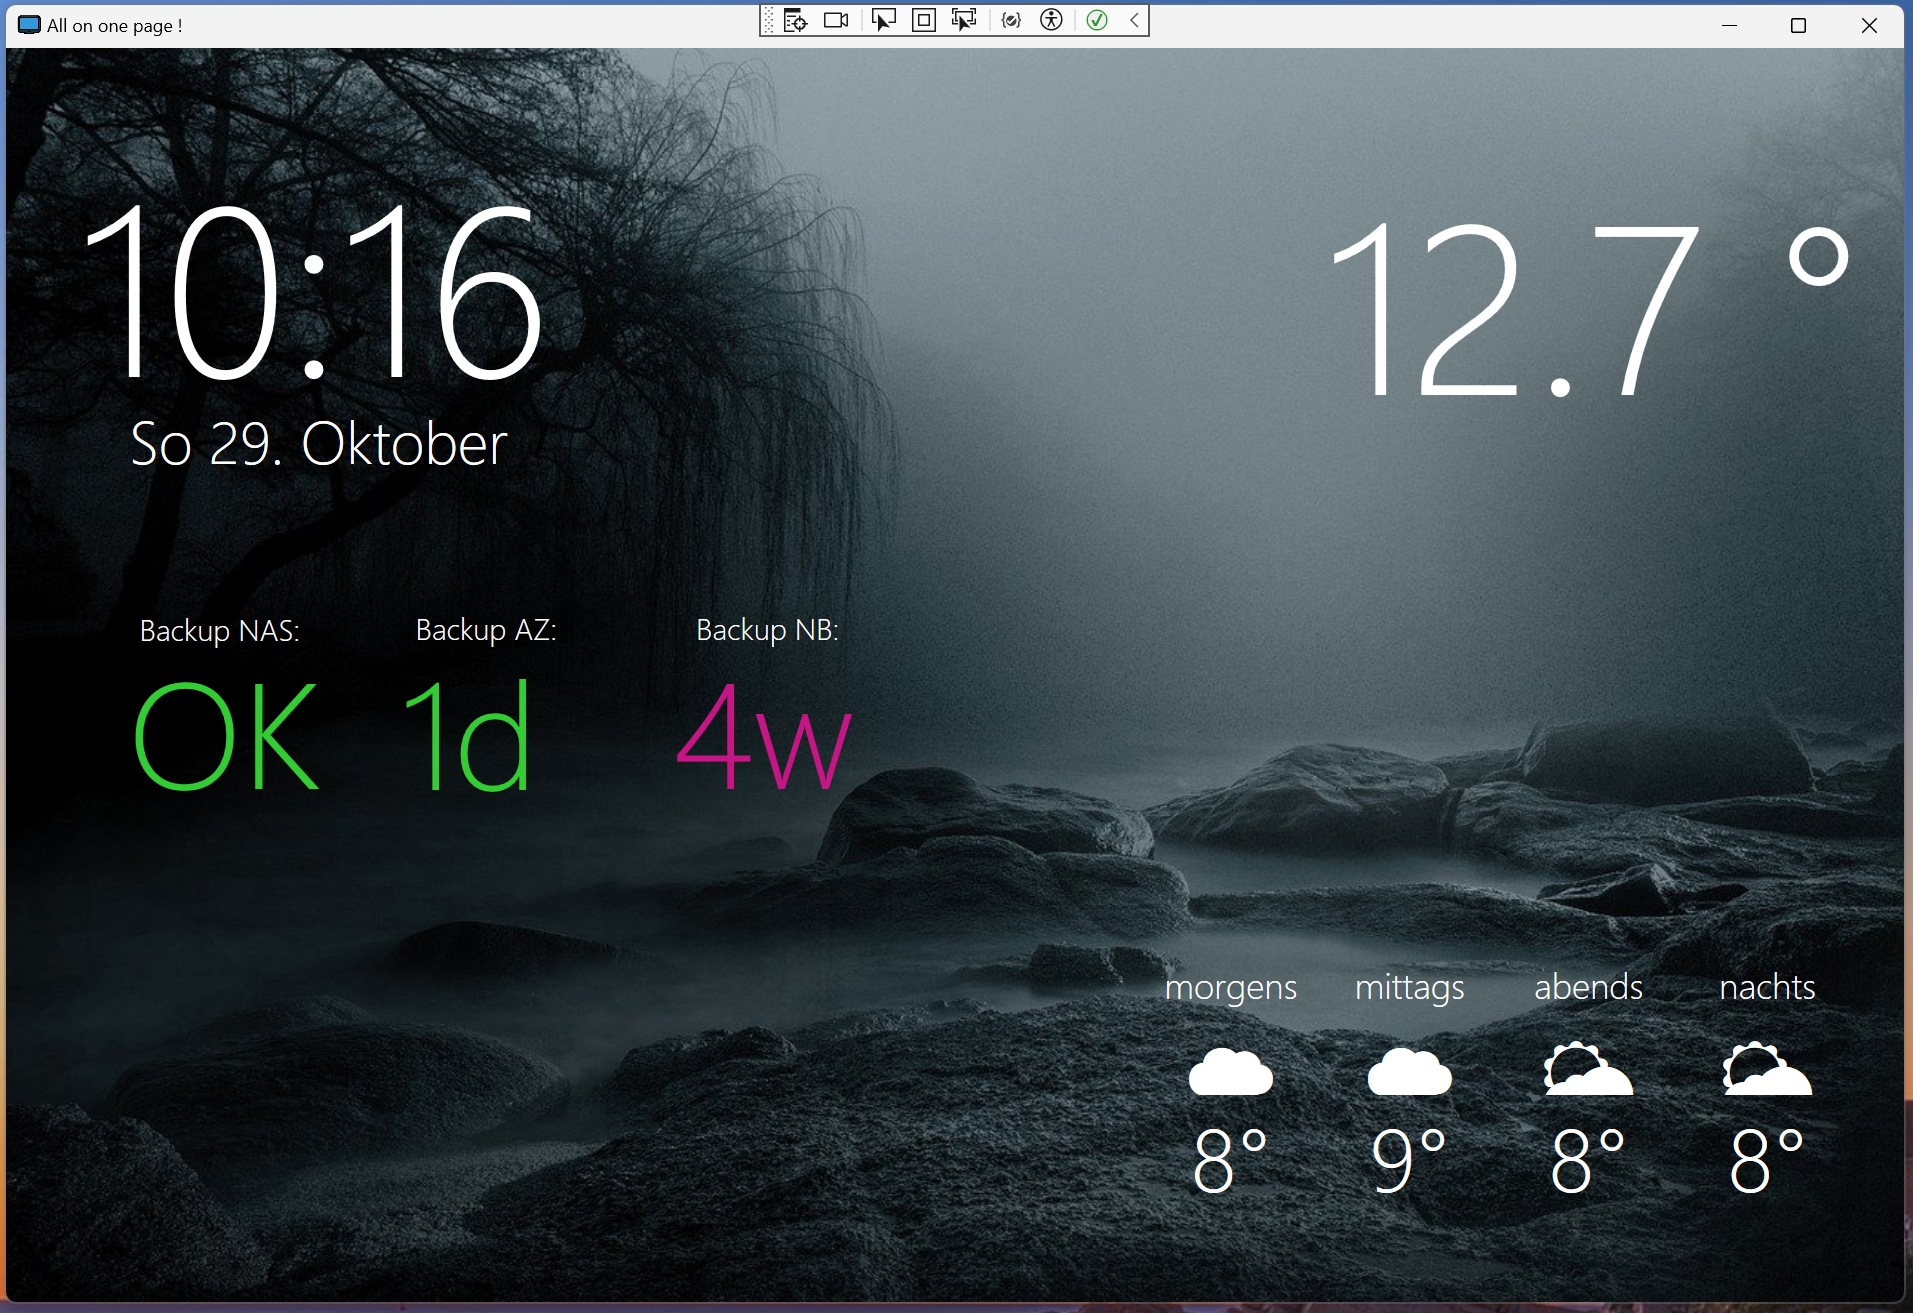 All on one page !
10:16
12.7 °
So 29. Oktober
Backup NAS: Backup AZ: Backup NB:
OK 1d 4w
morgens mittags abends nachts
8° 9° 8° 8°